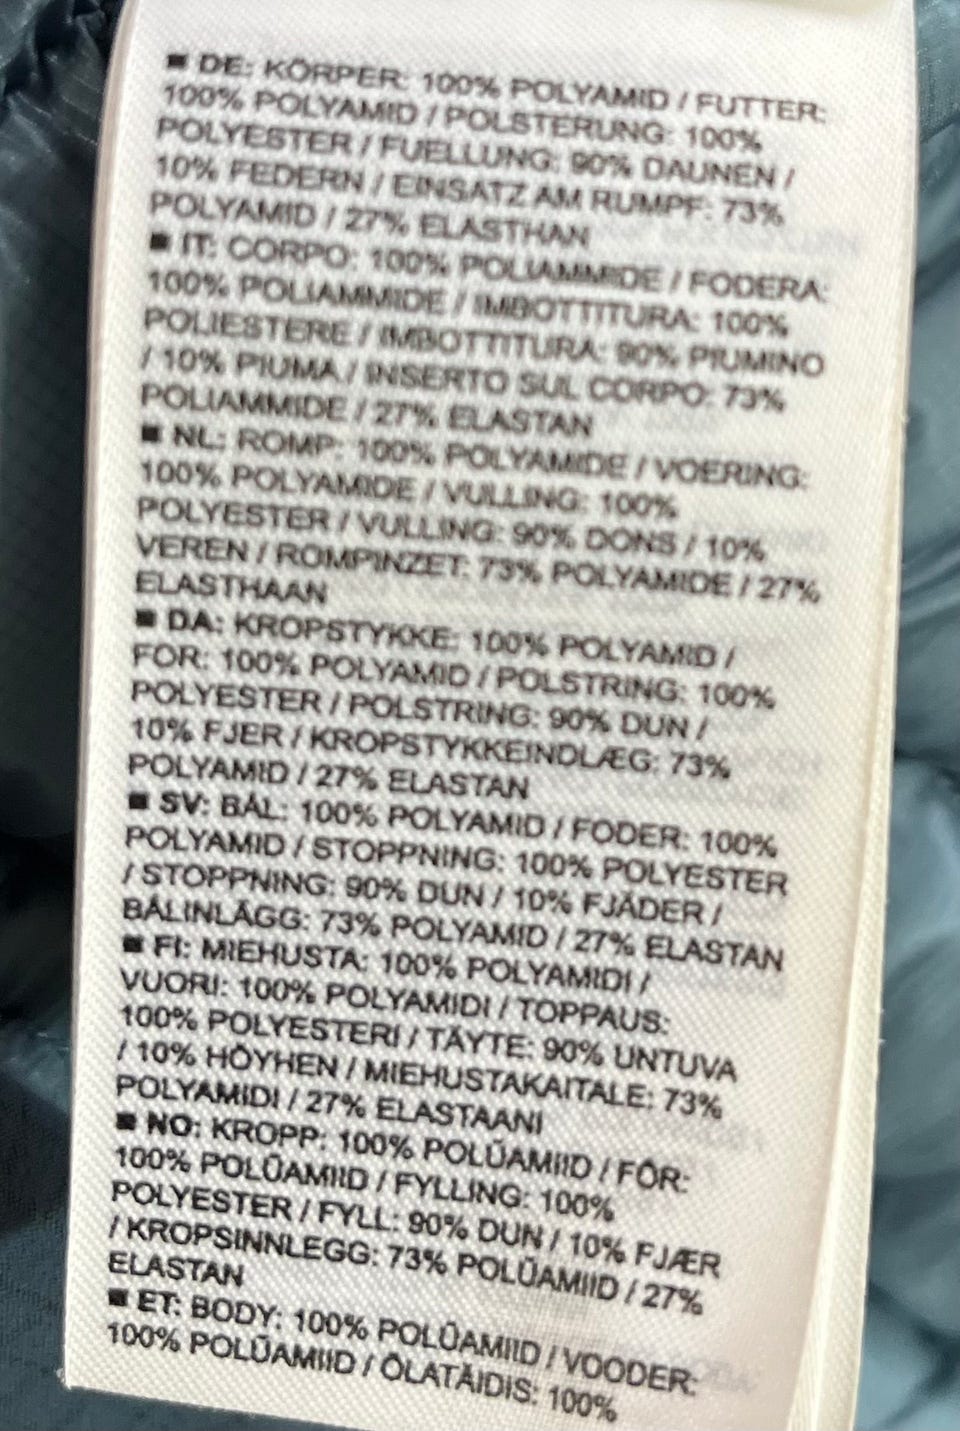 ■ DE: KÖRPER: 100% POLYAMID / FUTTER:
100% POLYAMID / POLSTERUNG: 100%
POLYESTER / FUELLUNG: 90% DAUNEN /
10% FEDERN / EINSATZ AM RUMPF: 73%
POLYAMID / 27% ELASTHAN
■ IT: CORPO: 100% POLIAMMIDE / FODERA:
100% POLIAMMIDE / IMBOTTITURA: 100%
POLIESTERE / IMBOTTITURA: 90% PIUMINO
/ 10% PIUMA / INSERTO SUL CORPO: 73%
POLIAMMIDE / 27% ELASTAN
■ NL: ROMP: 100% POLYAMIDE / VOERING:
100% POLYAMIDE / VULLING: 100%
POLYESTER / VULLING: 90% DONS / 10%
VEREN / ROMPINZET: 73% POLYAMIDE / 27%
ELASTHAAN
■ DA: KROPSTYKKE: 100% POLYAMID /
FOR: 100% POLYAMID / POLSTRING: 100%
POLYESTER / POLSTRING: 90% DUN /
10% FJER / KROPSTYKKEINDLÆG: 73%
POLYAMID / 27% ELASTAN
■ SV: BÅL: 100% POLYAMID / FODER: 100%
POLYAMID / STOPPNING: 100% POLYESTER
/ STOPPNING: 90% DUN / 10% FJÄDER /
BÅLINLÄGG: 73% POLYAMID / 27% ELASTAN
■ FI: MIEHUSTA: 100% POLYAMIDI /
VUORI: 100% POLYAMIDI / TOPPAUS:
100% POLYESTERI / TÄYTE: 90% UNTUVA
/ 10% HÖYHEN / MIEHUSTAKAITALE: 73%
POLYAMIDI / 27% ELASTAANI
■ NO: KROPP: 100% POLÜAMIID / FÔR:
100% POLÜAMIID / FYLLING: 100%
POLYESTER / FYLL: 90% DUN / 10% FJÆR
/ KROPSINNLEGG: 73% POLÜAMIID / 27%
ELASTAN
■ ET: BODY: 100% POLÜAMIID / VOODER:
100% POLÜAMIID / ÕLATÄIDIS: 100%